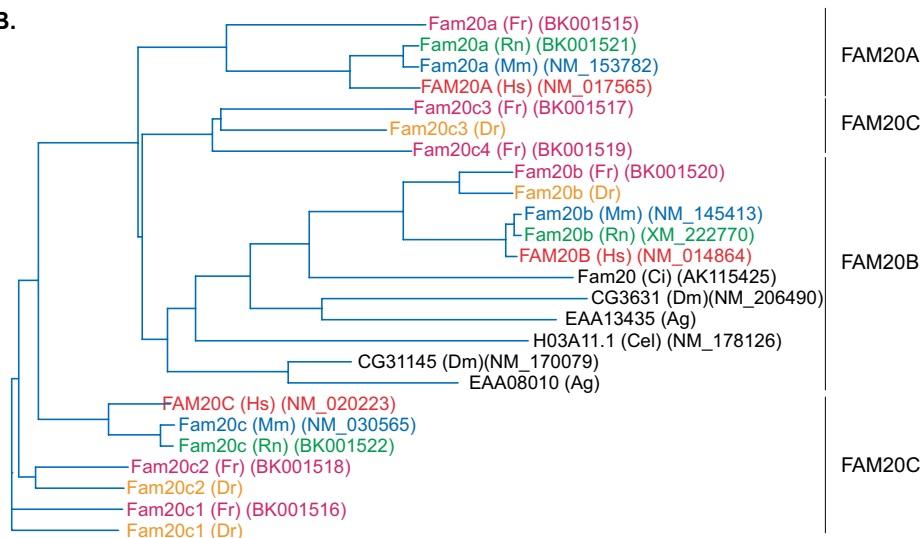 B.
Fam20a (Fr) (BK001515)
Fam20a (Rn) (BK001521)
Fam20a (Mm) (NM_153782)
FAM20A (Hs) (NM_017565)
FAM20A
Fam20c3 (Fr) (BK001517)
Fam20c3 (Dr)
Fam20c4 (Fr) (BK001519)
FAM20C
Fam20b (Fr) (BK001520)
Fam20b (Dr)
Fam20b (Mm) (NM_145413)
Fam20b (Rn) (XM_222770)
FAM20B (Hs) (NM_014864)
Fam20 (Ci) (AK115425)
CG3631 (Dm)(NM_206490)
EAA13435 (Ag)
H03A11.1 (Cel) (NM_178126)
CG31145 (Dm)(NM_170079)
EAA08010 (Ag)
FAM20B
FAM20C (Hs) (NM_020223)
Fam20c (Mm) (NM_030565)
Fam20c (Rn) (BK001522)
Fam20c2 (Fr) (BK001518)
Fam20c2 (Dr)
Fam20c1 (Fr) (BK001516)
Fam20c1 (Dr)
FAM20C